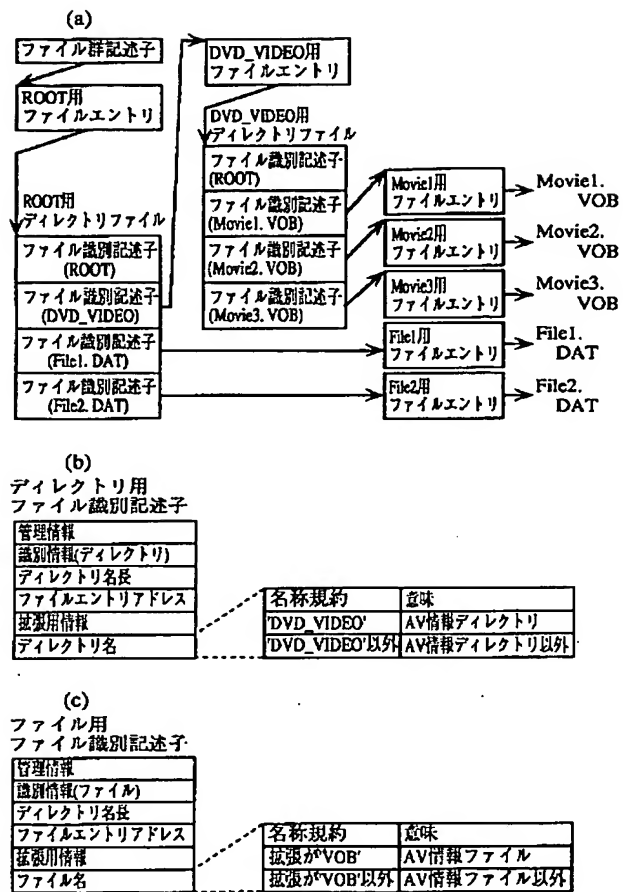 (a)
ファイル群記述子
ROOT用
ファイルエントリ
ROOT用
ディレクトリファイル
ファイル識別記述子
(ROOT)
ファイル識別記述子
(DVD_VIDEO)
ファイル識別記述子
(File1. DAT)
ファイル識別記述子
(File2. DAT)
DVD_VIDEO用
ファイルエントリ
DVD_VIDEO用
ディレクトリファイル
ファイル識別記述子
(ROOT)
ファイル識別記述子
(Movie1. VOB)
ファイル識別記述子
(Movie2. VOB)
ファイル識別記述子
(Movie3. VOB)
Movie1用
ファイルエントリ
Movie1.
VOB
Movie2用
ファイルエントリ
Movie2.
VOB
Movie3用
ファイルエントリ
Movie3.
VOB
File1用
ファイルエントリ
File1.
DAT
File2用
ファイルエントリ
File2.
DAT
(b)
ディレクトリ用
ファイル識別記述子
管理情報
識別情報(ディレクトリ)
ディレクトリ名長
ファイルエントリアドレス
拡張用情報
ディレクトリ名
名称規約 意味
'DVD_VIDEO' AV情報ディレクトリ
'DVD_VIDEO'以外 AV情報ディレクトリ以外
(c)
ファイル用
ファイル識別記述子
管理情報
識別情報(ファイル)
ディレクトリ名長
ファイルエントリアドレス
拡張用情報
ファイル名
名称規約 意味
拡張が'VOB' AV情報ファイル
拡張が'VOB'以外 AV情報ファイル以外